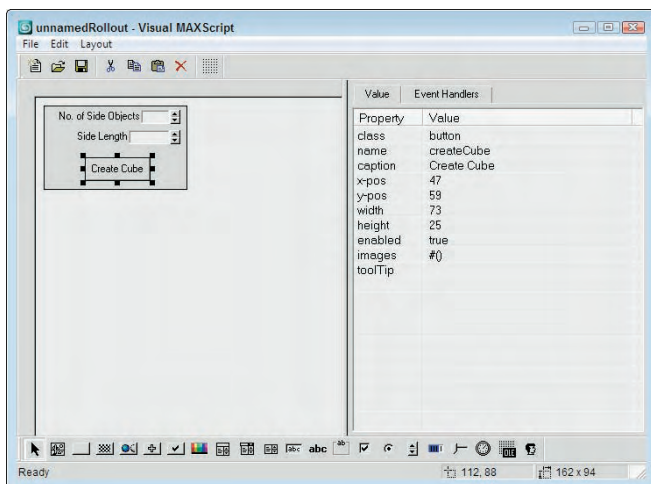 unnamedRollout - Visual MAXScript
File Edit Layout
Value Event Handlers
No. of Side Objects
Side Length
Create Cube
Property Value
class button
name createCube
caption Create Cube
x-pos 47
y-pos 59
width 73
height 25
enabled true
images #()
toolTip
abc
ab
Ready 112, 88 162 x 94